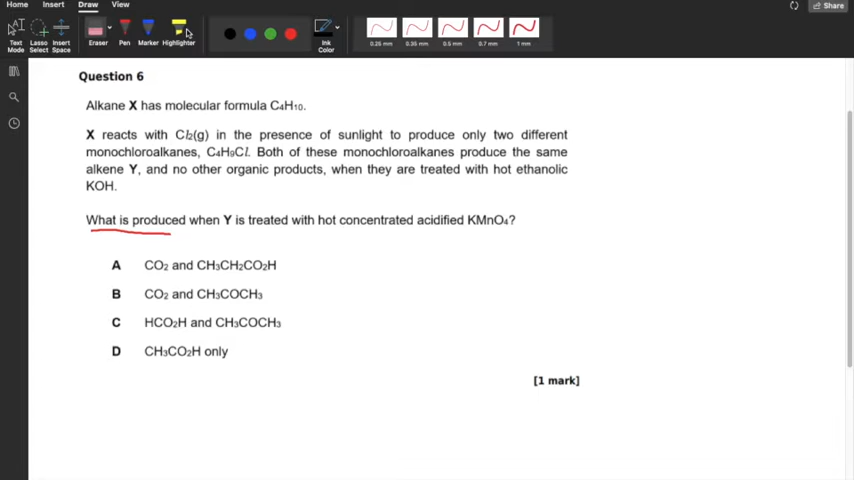 Home Insert Draw View
Share
Text Mode
Lasso Select
Insert Space
Eraser
Pen
Marker
Highlighter
Ink Color
0.25 mm
0.35 mm
0.5 mm
0.7 mm
1 mm
Question 6
Alkane X has molecular formula C₄H₁₀.
X reacts with Cl₂(g) in the presence of sunlight to produce only two different
monochloroalkanes, C₄H₉Cl. Both of these monochloroalkanes produce the same
alkene Y, and no other organic products, when they are treated with hot ethanolic
KOH.
What is produced when Y is treated with hot concentrated acidified KMnO₄?
A CO₂ and CH₃CH₂CO₂H
B CO₂ and CH₃COCH₃
C HCO₂H and CH₃COCH₃
D CH₃CO₂H only
[1 mark]